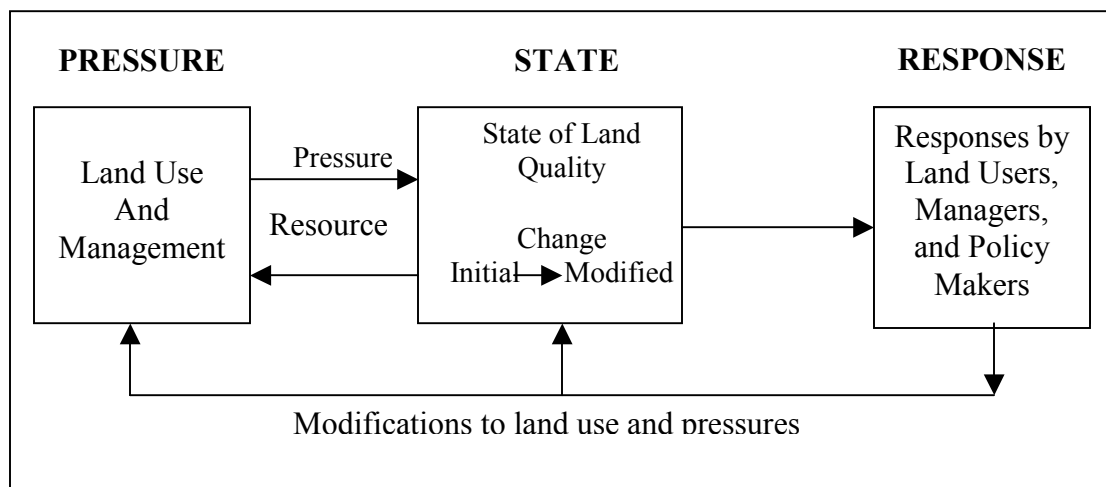 PRESSURE
STATE
RESPONSE
Land Use
And
Management
Pressure
Resource
State of Land
Quality
Change
Initial
Modified
Responses by
Land Users,
Managers,
and Policy
Makers
Modifications to land use and pressures